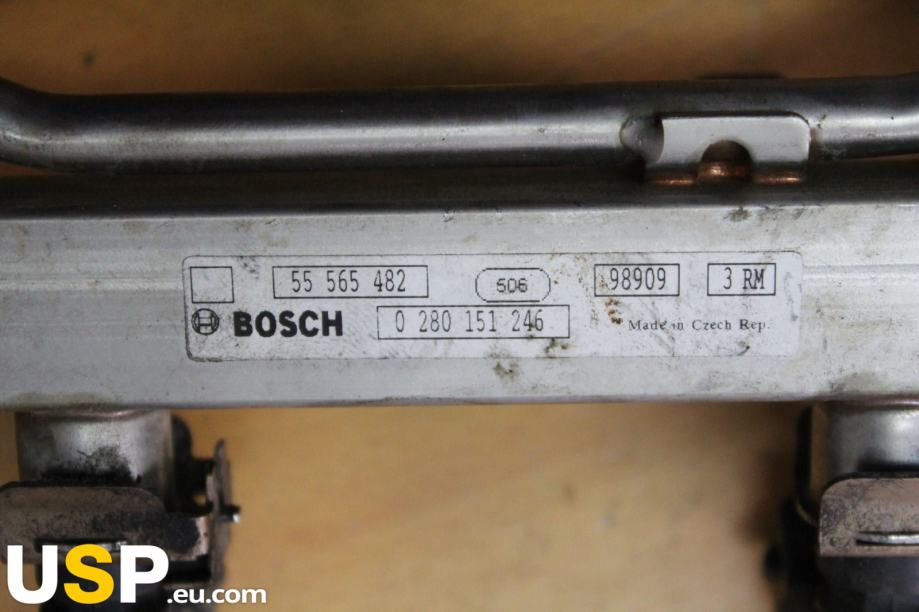 55 565 482 506 98909 3 RM
BOSCH 0 280 151 246 Made in Czech Rep.
USP.eu.com